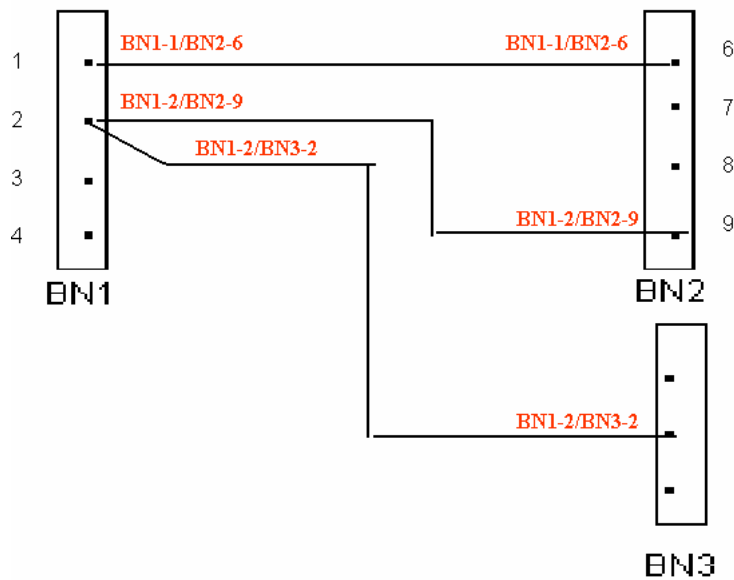 BN1-1/BN2-6 BN1-1/BN2-6 6
1
BN1-2/BN2-9 7
2
BN1-2/BN3-2 8
3
BN1-2/BN2-9 9
4
BN1 BN2
BN1-2/BN3-2
BN3